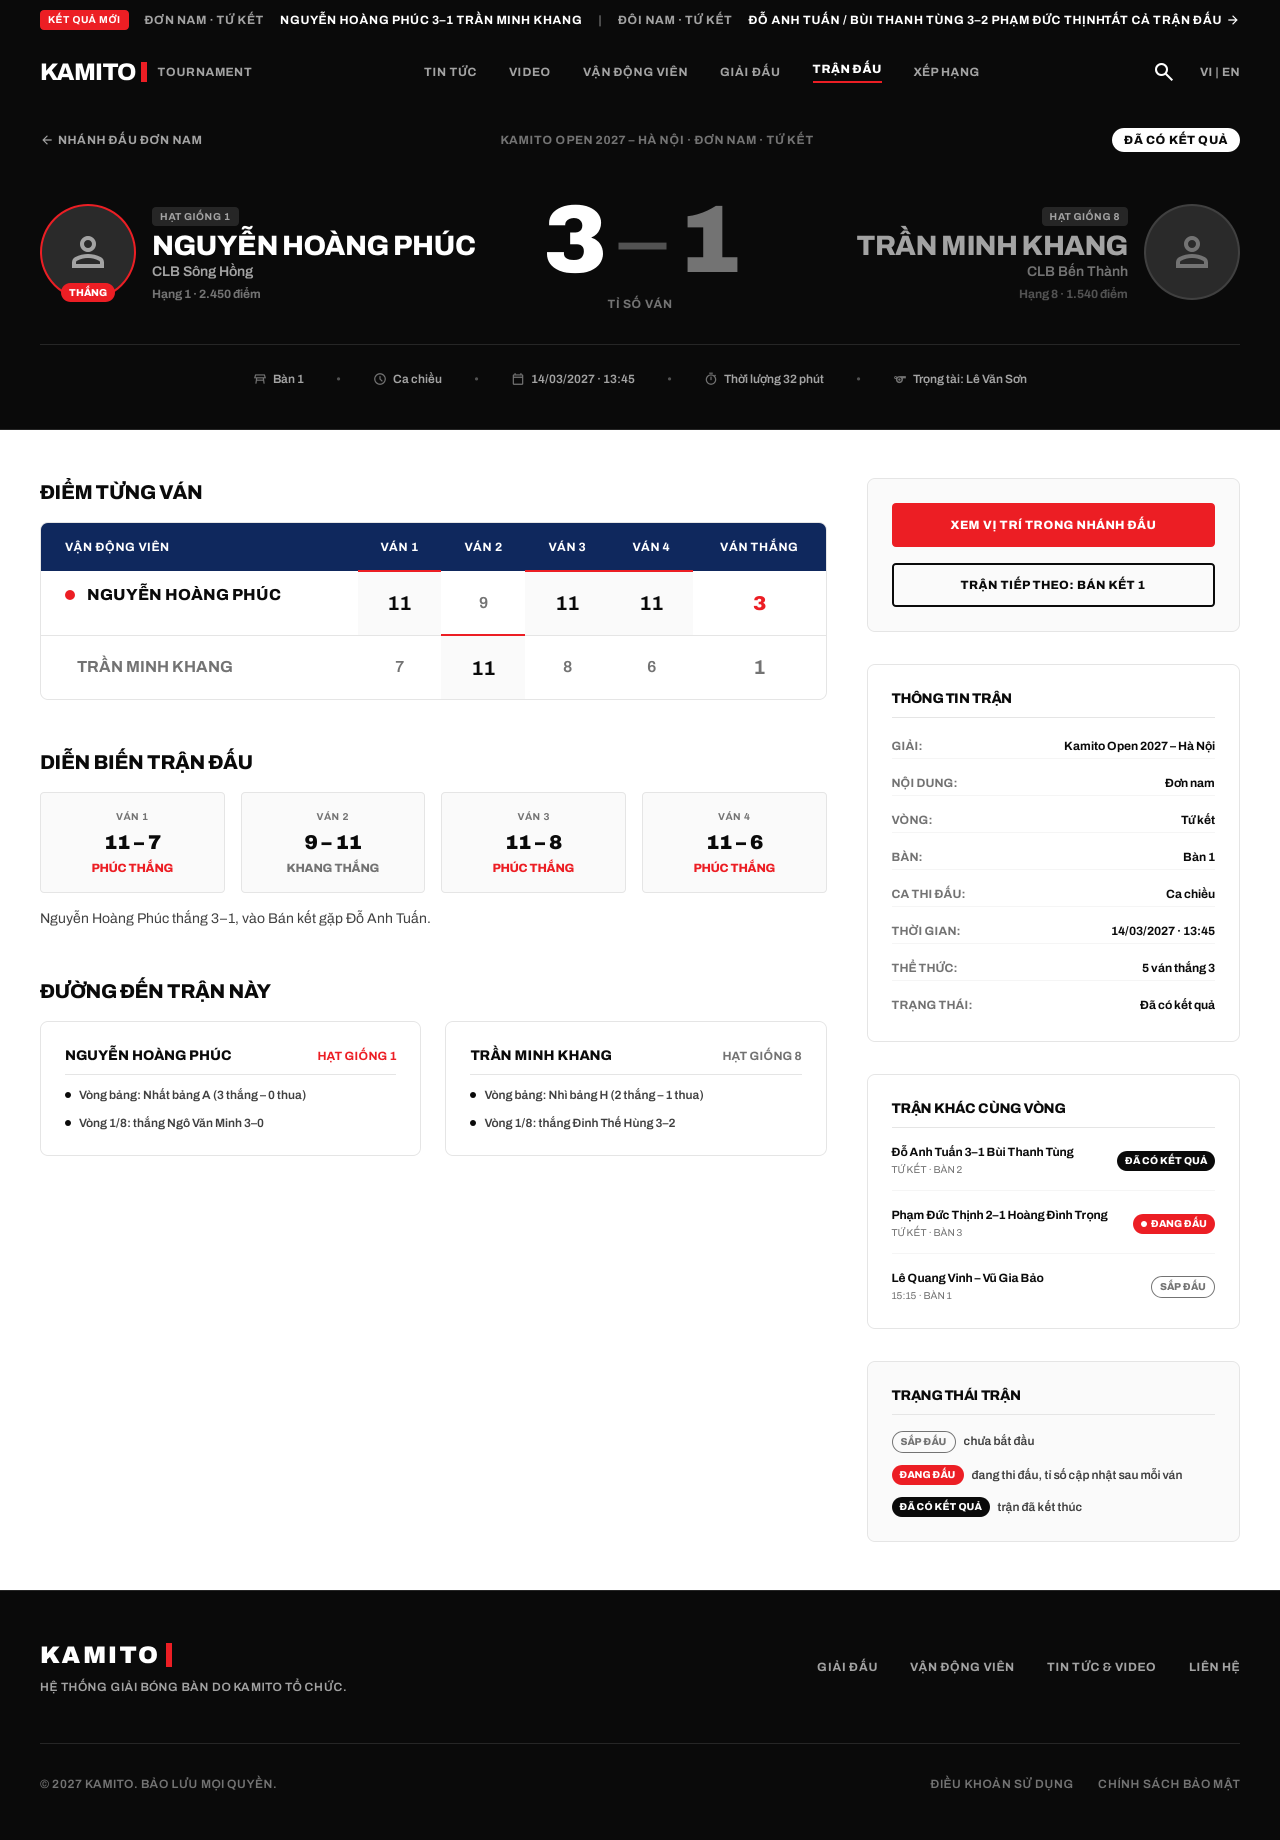 KẾT QUẢ MỚI ĐƠN NAM · TỨ KẾT NGUYỄN HOÀNG PHÚC 3–1 TRẦN MINH KHANG | ĐÔI NAM · TỨ KẾT ĐỖ ANH TUẤN / BÙI THANH TÙNG 3–2 PHẠM ĐỨC THỊNH TẤT CẢ TRẬN ĐẤU →
KAMITO TOURNAMENT TIN TỨC VIDEO VẬN ĐỘNG VIÊN GIẢI ĐẤU TRẬN ĐẤU XẾP HẠNG VI | EN
← NHÁNH ĐẤU ĐƠN NAM KAMITO OPEN 2027 – HÀ NỘI · ĐƠN NAM · TỨ KẾT ĐÃ CÓ KẾT QUẢ
HẠT GIỐNG 1
NGUYỄN HOÀNG PHÚC
CLB Sông Hồng
Hạng 1 · 2.450 điểm
THẮNG
3 – 1
TỈ SỐ VÁN
HẠT GIỐNG 8
TRẦN MINH KHANG
CLB Bến Thành
Hạng 8 · 1.540 điểm
Bàn 1 • Ca chiều • 14/03/2027 · 13:45 • Thời lượng 32 phút • Trọng tài: Lê Văn Sơn
ĐIỂM TỪNG VÁN
VẬN ĐỘNG VIÊN VÁN 1 VÁN 2 VÁN 3 VÁN 4 VÁN THẮNG
NGUYỄN HOÀNG PHÚC 11 9 11 11 3
TRẦN MINH KHANG 7 11 8 6 1
DIỄN BIẾN TRẬN ĐẤU
VÁN 1
11 – 7
PHÚC THẮNG
VÁN 2
9 – 11
KHANG THẮNG
VÁN 3
11 – 8
PHÚC THẮNG
VÁN 4
11 – 6
PHÚC THẮNG
Nguyễn Hoàng Phúc thắng 3–1, vào Bán kết gặp Đỗ Anh Tuấn.
ĐƯỜNG ĐẾN TRẬN NÀY
NGUYỄN HOÀNG PHÚC HẠT GIỐNG 1
Vòng bảng: Nhất bảng A (3 thắng – 0 thua)
Vòng 1/8: thắng Ngô Văn Minh 3–0
TRẦN MINH KHANG HẠT GIỐNG 8
Vòng bảng: Nhì bảng H (2 thắng – 1 thua)
Vòng 1/8: thắng Đinh Thế Hùng 3–2
XEM VỊ TRÍ TRONG NHÁNH ĐẤU
TRẬN TIẾP THEO: BÁN KẾT 1
THÔNG TIN TRẬN
GIẢI: Kamito Open 2027 – Hà Nội
NỘI DUNG: Đơn nam
VÒNG: Tứ kết
BÀN: Bàn 1
CA THI ĐẤU: Ca chiều
THỜI GIAN: 14/03/2027 · 13:45
THỂ THỨC: 5 ván thắng 3
TRẠNG THÁI: Đã có kết quả
TRẬN KHÁC CÙNG VÒNG
Đỗ Anh Tuấn 3–1 Bùi Thanh Tùng
TỨ KẾT · BÀN 2
ĐÃ CÓ KẾT QUẢ
Phạm Đức Thịnh 2–1 Hoàng Đình Trọng
TỨ KẾT · BÀN 3
ĐANG ĐẤU
Lê Quang Vinh – Vũ Gia Bảo
15:15 · BÀN 1
SẮP ĐẤU
TRẠNG THÁI TRẬN
SẮP ĐẤU chưa bắt đầu
ĐANG ĐẤU đang thi đấu, tỉ số cập nhật sau mỗi ván
ĐÃ CÓ KẾT QUẢ trận đã kết thúc
KAMITO
HỆ THỐNG GIẢI BÓNG BÀN DO KAMITO TỔ CHỨC.
GIẢI ĐẤU VẬN ĐỘNG VIÊN TIN TỨC & VIDEO LIÊN HỆ
© 2027 KAMITO. BẢO LƯU MỌI QUYỀN.
ĐIỀU KHOẢN SỬ DỤNG CHÍNH SÁCH BẢO MẬT